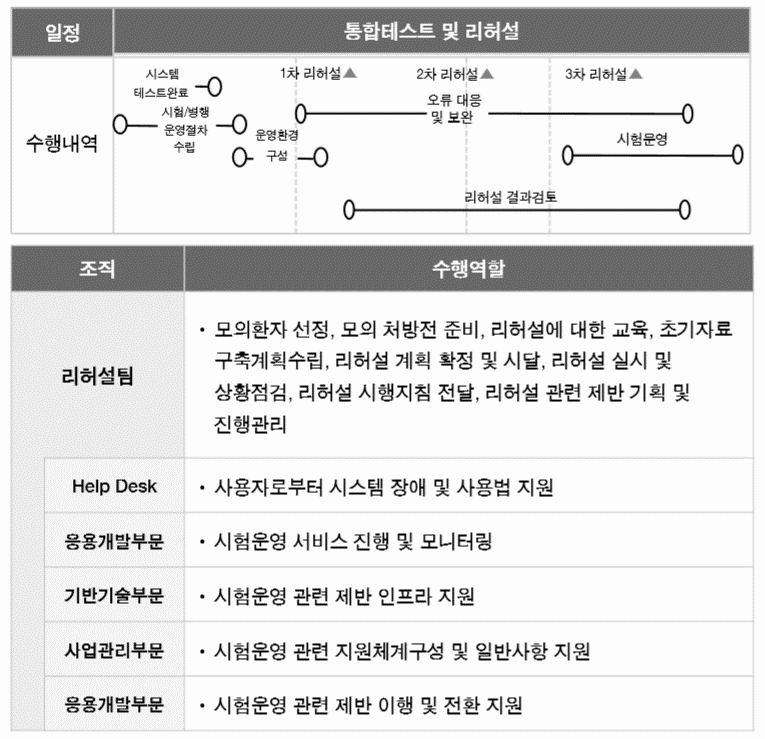 일정
통합테스트 및 리허설
수행내역
시스템
테스트완료
시험/병행
운영절차
수립
운영환경
구성
1차 리허설▲
2차 리허설▲
3차 리허설▲
오류 대응
및 보완
시험운영
리허설 결과검토
조직
수행역할
리허설팀
• 모의환자 선정, 모의 처방전 준비, 리허설에 대한 교육, 초기자료
구축계획수립, 리허설 계획 확정 및 시달, 리허설 실시 및
상황점검, 리허설 시행지침 전달, 리허설 관련 제반 기획 및
진행관리
Help Desk
• 사용자로부터 시스템 장애 및 사용법 지원
응용개발부문
• 시험운영 서비스 진행 및 모니터링
기반기술부문
• 시험운영 관련 제반 인프라 지원
사업관리부문
• 시험운영 관련 지원체계구성 및 일반사항 지원
응용개발부문
• 시험운영 관련 제반 이행 및 전환 지원